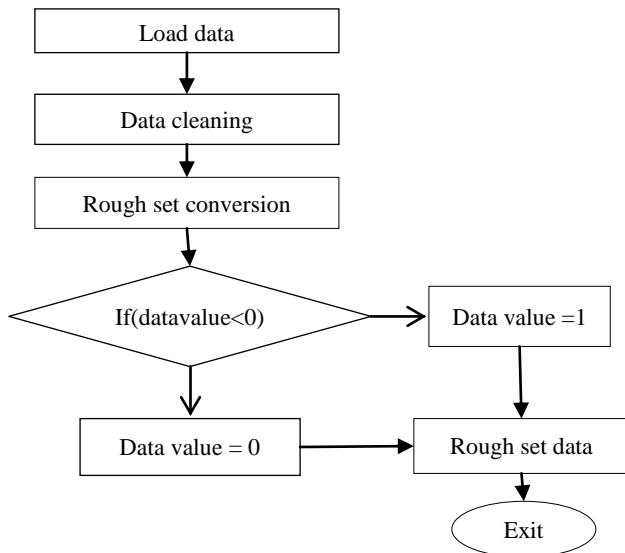 Load data
Data cleaning
Rough set conversion
If(datavalue<0)
Data value =1
Data value = 0
Rough set data
Exit